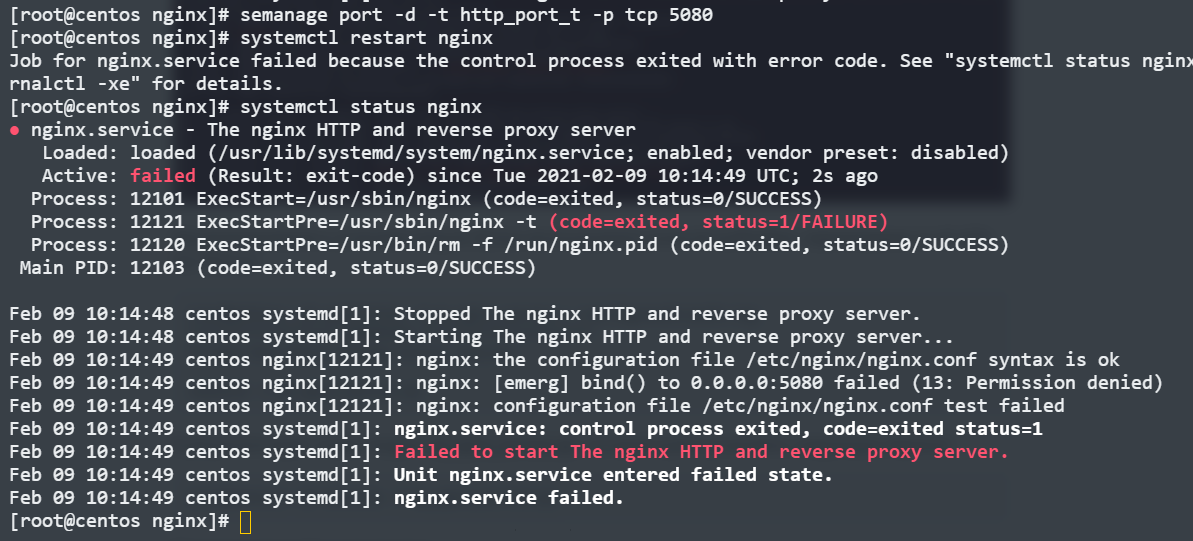 [root@centos nginx]# semanage port -d -t http_port_t -p tcp 5080
[root@centos nginx]# systemctl restart nginx
Job for nginx.service failed because the control process exited with error code. See "systemctl status nginx
rnalctl -xe" for details.
[root@centos nginx]# systemctl status nginx
● nginx.service - The nginx HTTP and reverse proxy server
   Loaded: loaded (/usr/lib/systemd/system/nginx.service; enabled; vendor preset: disabled)
   Active: failed (Result: exit-code) since Tue 2021-02-09 10:14:49 UTC; 2s ago
  Process: 12101 ExecStart=/usr/sbin/nginx (code=exited, status=0/SUCCESS)
  Process: 12121 ExecStartPre=/usr/sbin/nginx -t (code=exited, status=1/FAILURE)
  Process: 12120 ExecStartPre=/usr/bin/rm -f /run/nginx.pid (code=exited, status=0/SUCCESS)
 Main PID: 12103 (code=exited, status=0/SUCCESS)

Feb 09 10:14:48 centos systemd[1]: Stopped The nginx HTTP and reverse proxy server.
Feb 09 10:14:48 centos systemd[1]: Starting The nginx HTTP and reverse proxy server...
Feb 09 10:14:49 centos nginx[12121]: nginx: the configuration file /etc/nginx/nginx.conf syntax is ok
Feb 09 10:14:49 centos nginx[12121]: nginx: [emerg] bind() to 0.0.0.0:5080 failed (13: Permission denied)
Feb 09 10:14:49 centos nginx[12121]: nginx: configuration file /etc/nginx/nginx.conf test failed
Feb 09 10:14:49 centos systemd[1]: nginx.service: control process exited, code=exited status=1
Feb 09 10:14:49 centos systemd[1]: Failed to start The nginx HTTP and reverse proxy server.
Feb 09 10:14:49 centos systemd[1]: Unit nginx.service entered failed state.
Feb 09 10:14:49 centos systemd[1]: nginx.service failed.
[root@centos nginx]#